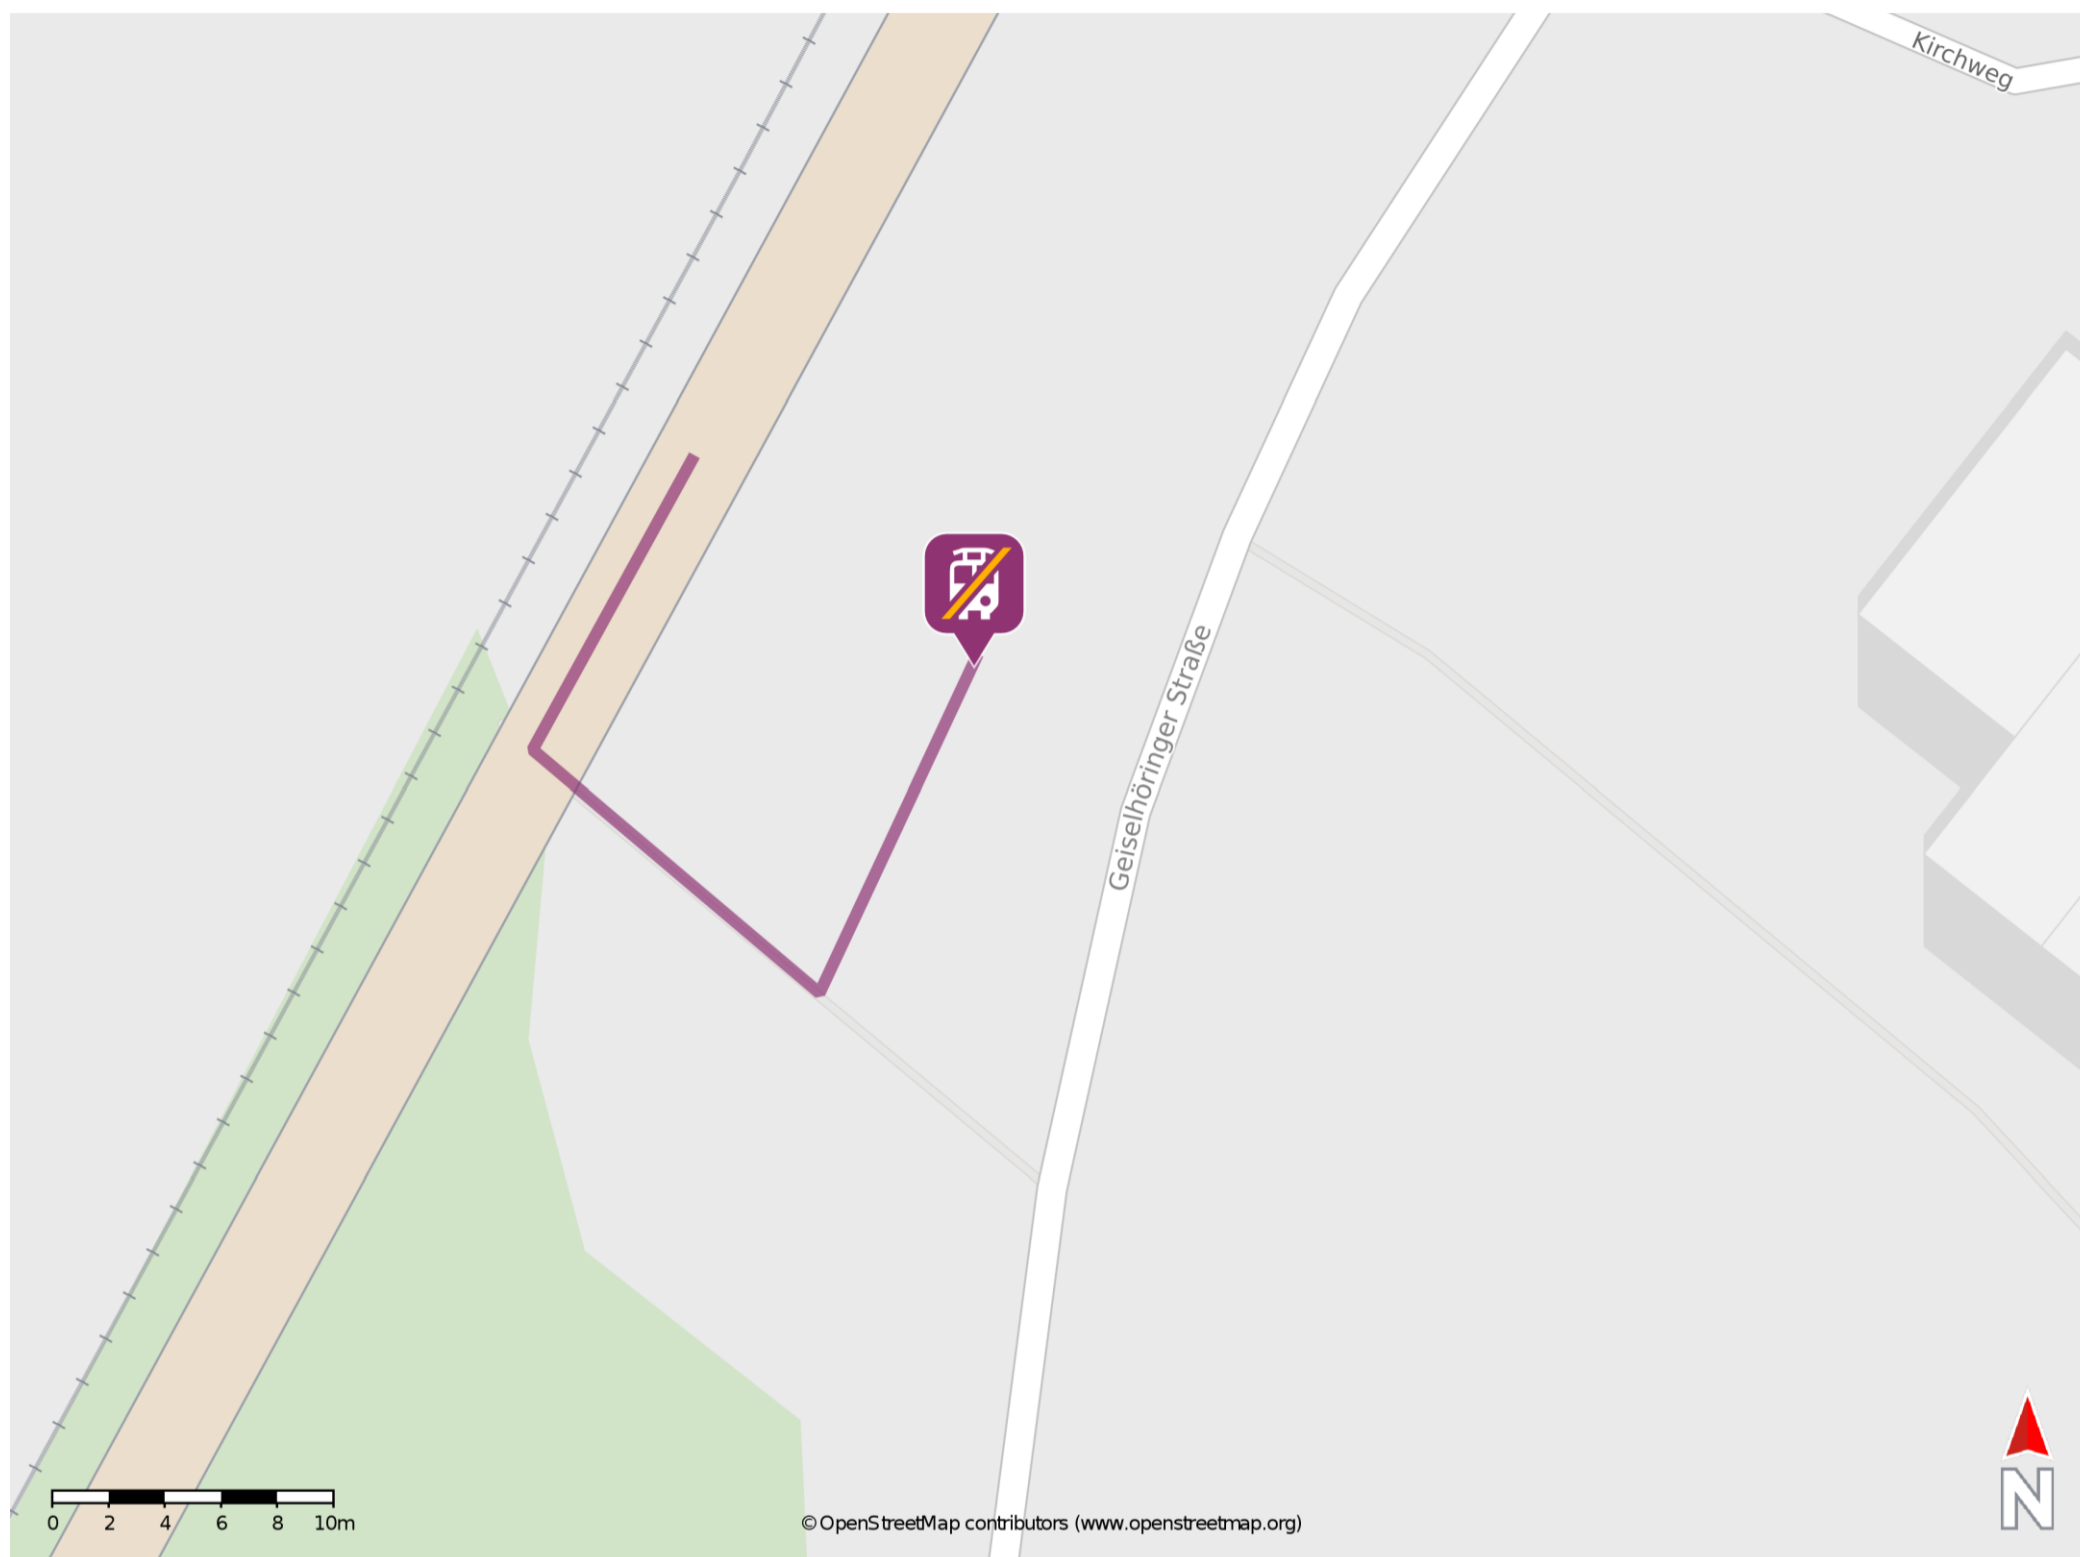 Kirchweg
Geiselhöringer Straße
0 2 4 6 8 10m
© OpenStreetMap contributors (www.openstreetmap.org)
N